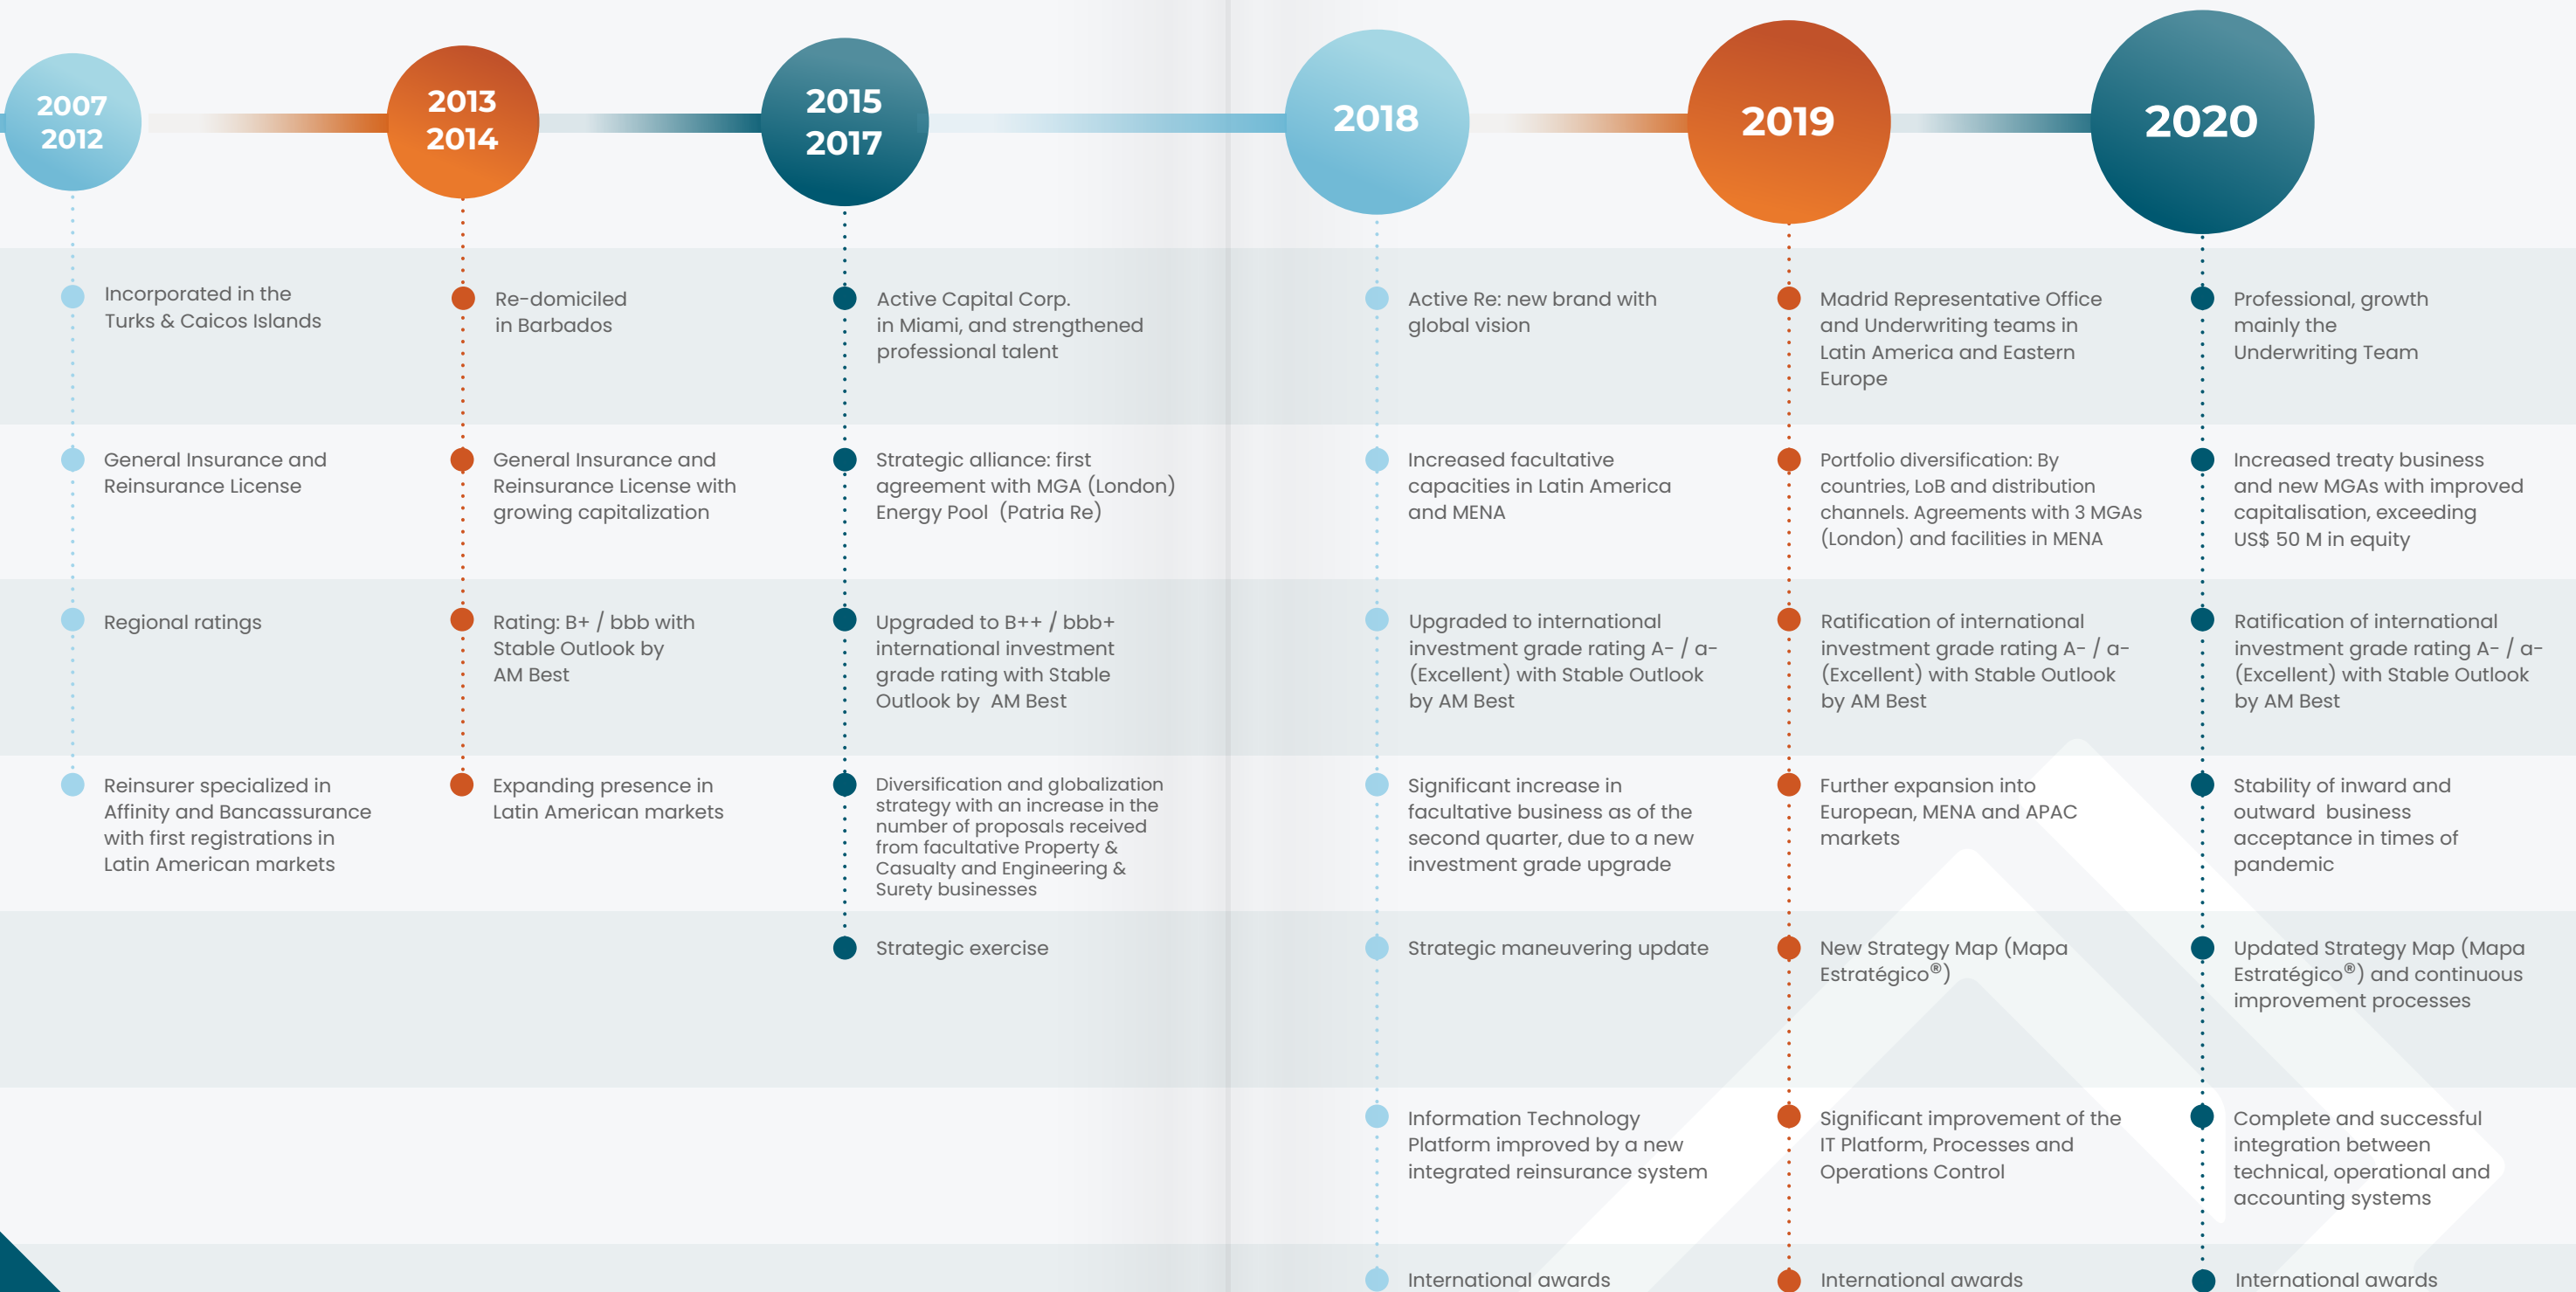 2007
2012
Incorporated in the
Turks & Caicos Islands
General Insurance and
Reinsurance License
Regional ratings
Reinsurer specialized in
Affinity and Bancassurance
with first registrations in
Latin American markets
2013
2014
Re-domiciled
in Barbados
General Insurance and
Reinsurance License with
growing capitalization
Rating: B+ / bbb with
Stable Outlook by
AM Best
Expanding presence in
Latin American markets
2015
2017
Active Capital Corp.
in Miami, and strengthened
professional talent
Strategic alliance: first
agreement with MGA (London)
Energy Pool (Patria Re)
Upgraded to B++ / bbb+
international investment
grade rating with Stable
Outlook by AM Best
Diversification and globalization
strategy with an increase in the
number of proposals received
from facultative Property &
Casualty and Engineering &
Surety businesses
Strategic exercise
2018
Active Re: new brand with
global vision
Increased facultative
capacities in Latin America
and MENA
Upgraded to international
investment grade rating A- / a-
(Excellent) with Stable Outlook
by AM Best
Significant increase in
facultative business as of the
second quarter, due to a new
investment grade upgrade
Strategic maneuvering update
Information Technology
Platform improved by a new
integrated reinsurance system
International awards
2019
Madrid Representative Office
and Underwriting teams in
Latin America and Eastern
Europe
Portfolio diversification: By
countries, LoB and distribution
channels. Agreements with 3 MGAs
(London) and facilities in MENA
Ratification of international
investment grade rating A- / a-
(Excellent) with Stable Outlook
by AM Best
Further expansion into
European, MENA and APAC
markets
New Strategy Map (Mapa
Estratégico®)
Significant improvement of the
IT Platform, Processes and
Operations Control
International awards
2020
Professional, growth
mainly the
Underwriting Team
Increased treaty business
and new MGAs with improved
capitalisation, exceeding
US$ 50 M in equity
Ratification of international
investment grade rating A- / a-
(Excellent) with Stable Outlook
by AM Best
Stability of inward and
outward business
acceptance in times of
pandemic
Updated Strategy Map (Mapa
Estratégico®) and continuous
improvement processes
Complete and successful
integration between
technical, operational and
accounting systems
International awards